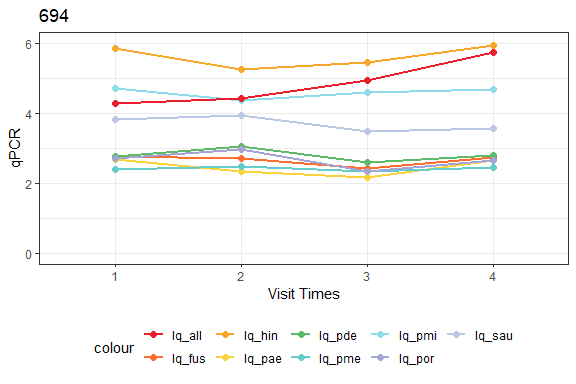 694
qPCR
6
4
2
0
1 2 3 4
Visit Times
colour
lq_all lq_hin lq_pde lq_pmi lq_sau
lq_fus lq_pae lq_pme lq_por